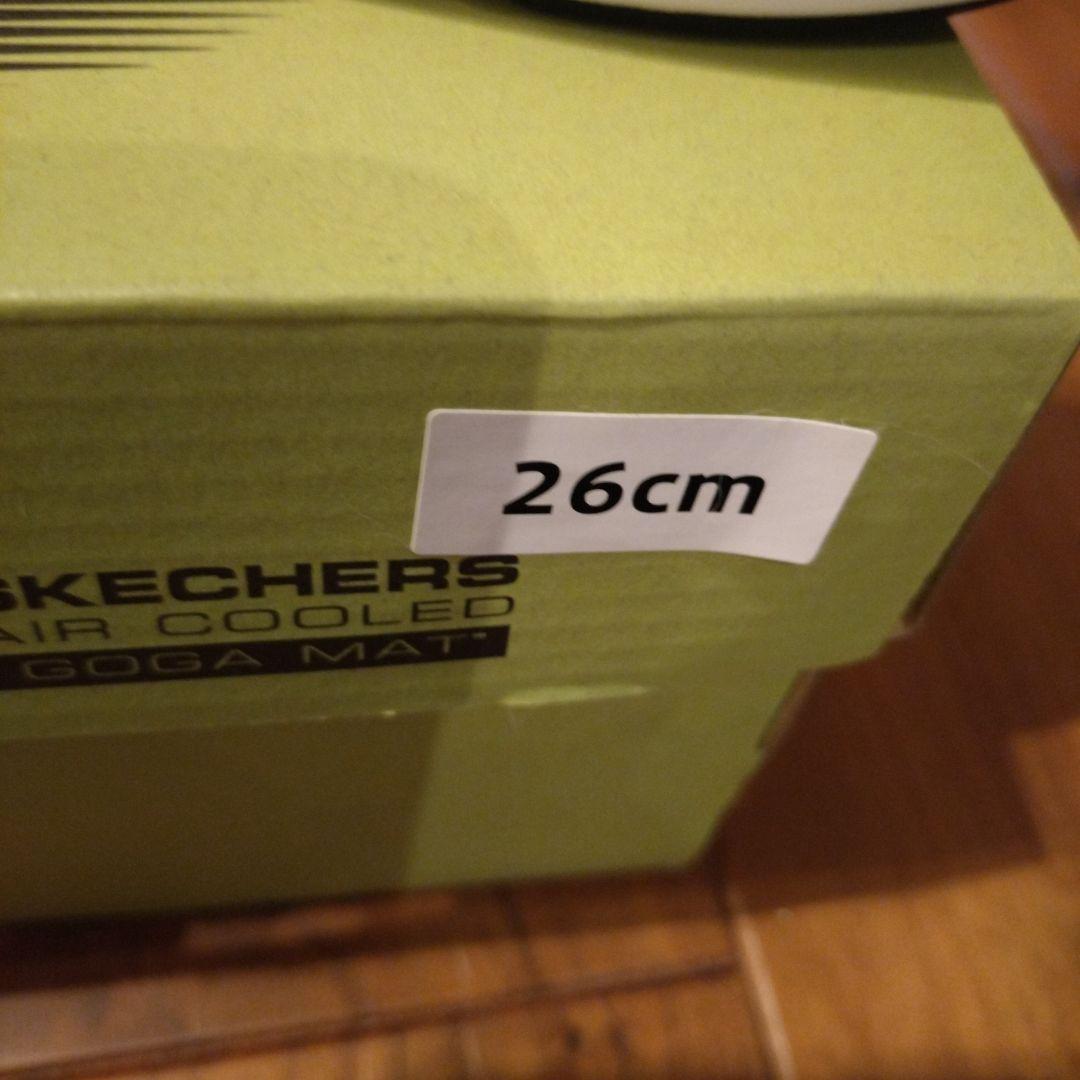 26cm
SKECHERS
AIR COOLED
GOGA MAT